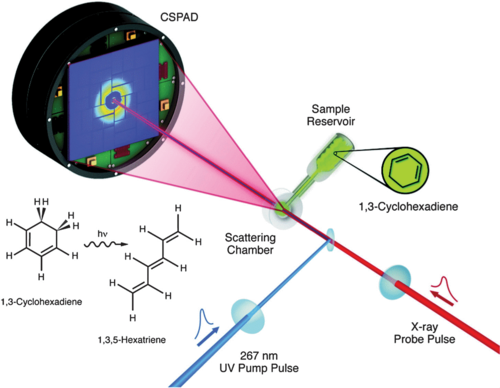 CSPAD
Sample
Reservoir
1,3-Cyclohexadiene
Scattering
Chamber
H H
H H
H H
H
H
hν
H H
H
H
H
H
H
H
1,3-Cyclohexadiene
1,3,5-Hexatriene
267 nm
UV Pump Pulse
X-ray
Probe Pulse